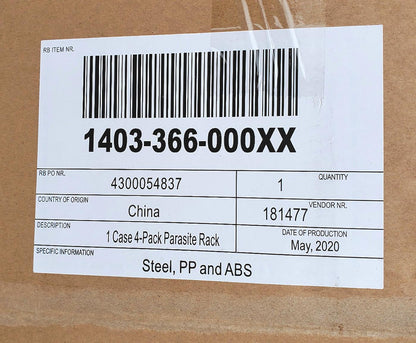 RB ITEM NR.
1403-366-000XX
RB PO NR.
4300054837
1 QUANTITY
COUNTRY OF ORIGIN
China
181477 VENDOR NR.
DESCRIPTION
1 Case 4-Pack Parasite Rack
DATE OF PRODUCTION
May, 2020
SPECIFIC INFORMATION
Steel, PP and ABS